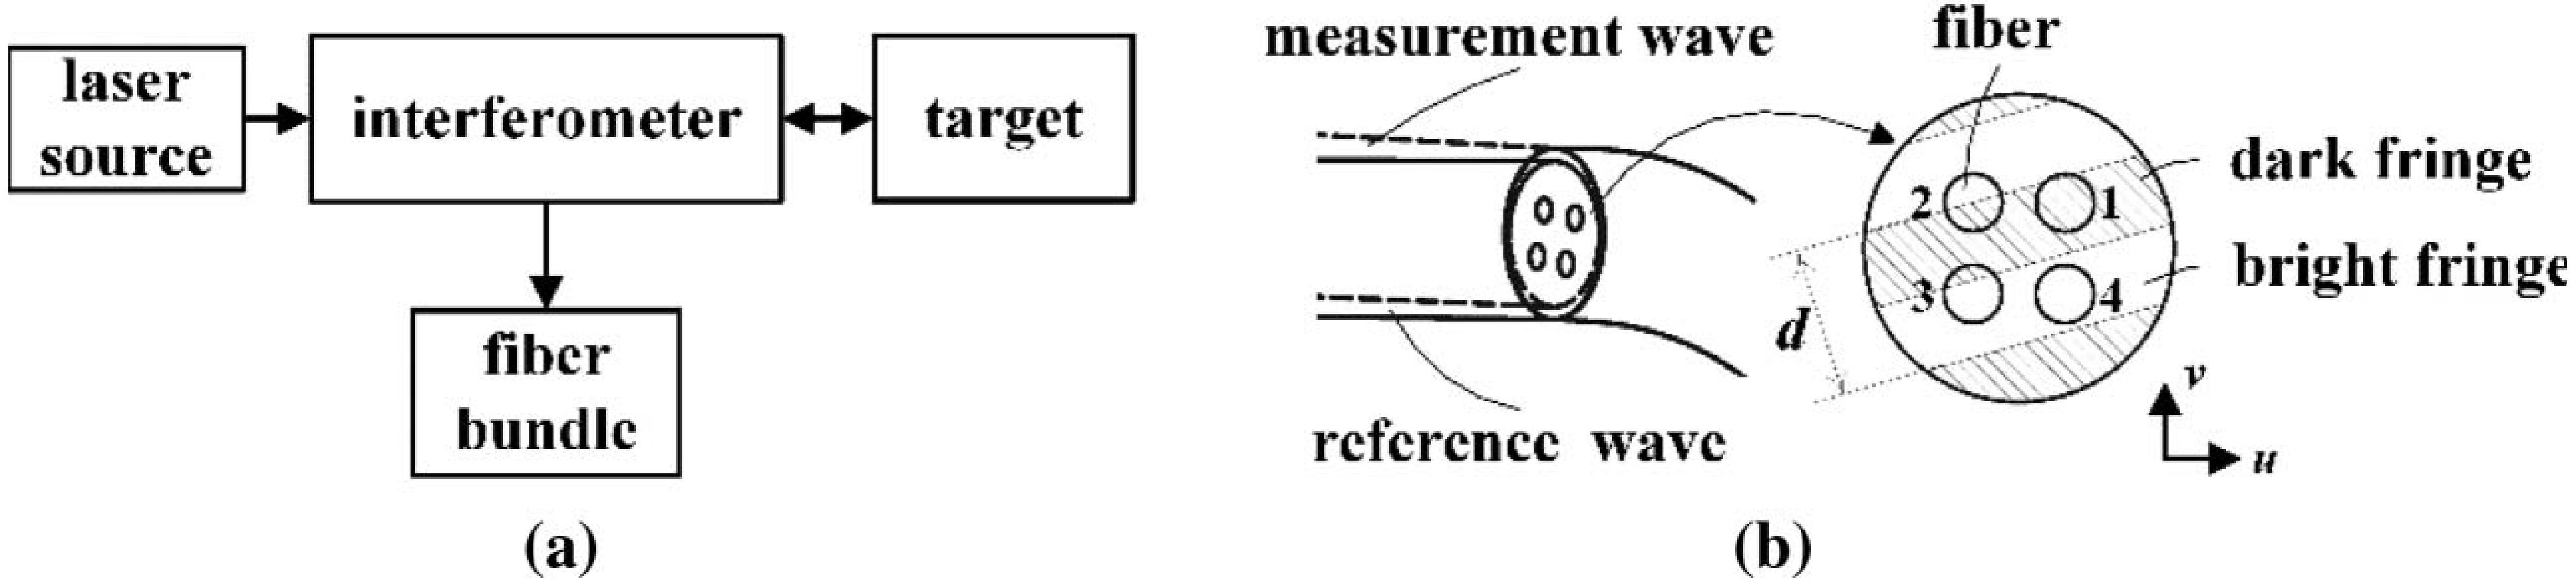 laser
source
interferometer
target
fiber
bundle
(a)
measurement wave
fiber
2
1
dark fringe
bright fringe
3
4
d
v
u
reference wave
(b)